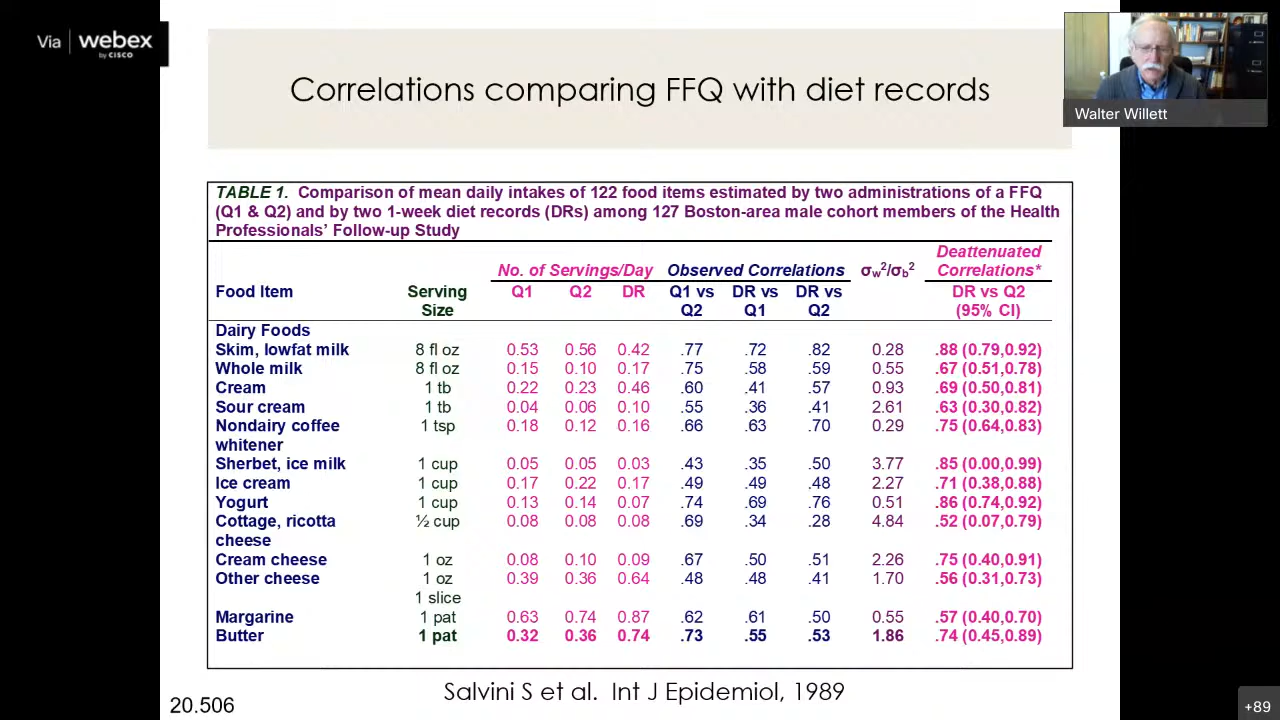 Via webex
by CISCO
Correlations comparing FFQ with diet records
Walter Willett
TABLE 1. Comparison of mean daily intakes of 122 food items estimated by two administrations of a FFQ
(Q1 & Q2) and by two 1-week diet records (DRs) among 127 Boston-area male cohort members of the Health
Professionals' Follow-up Study
Deattenuated
No. of Servings/Day Observed Correlations σw²/σb² Correlations*
Food Item Serving Q1 Q2 DR Q1 vs DR vs DR vs DR vs Q2
Size Q2 Q1 Q2 (95% CI)
Dairy Foods
Skim, lowfat milk 8 fl oz 0.53 0.56 0.42 .77 .72 .82 0.28 .88 (0.79,0.92)
Whole milk 8 fl oz 0.15 0.10 0.17 .75 .58 .59 0.55 .67 (0.51,0.78)
Cream 1 tb 0.22 0.23 0.46 .60 .41 .57 0.93 .69 (0.50,0.81)
Sour cream 1 tb 0.04 0.06 0.10 .55 .36 .41 2.61 .63 (0.30,0.82)
Nondairy coffee 1 tsp 0.18 0.12 0.16 .66 .63 .70 0.29 .75 (0.64,0.83)
whitener
Sherbet, ice milk 1 cup 0.05 0.05 0.03 .43 .35 .50 3.77 .85 (0.00,0.99)
Ice cream 1 cup 0.17 0.22 0.17 .49 .49 .48 2.27 .71 (0.38,0.88)
Yogurt 1 cup 0.13 0.14 0.07 .74 .69 .76 0.51 .86 (0.74,0.92)
Cottage, ricotta ½ cup 0.08 0.08 0.08 .69 .34 .28 4.84 .52 (0.07,0.79)
cheese
Cream cheese 1 oz 0.08 0.10 0.09 .67 .50 .51 2.26 .75 (0.40,0.91)
Other cheese 1 oz 0.39 0.36 0.64 .48 .48 .41 1.70 .56 (0.31,0.73)
1 slice
Margarine 1 pat 0.63 0.74 0.87 .62 .61 .50 0.55 .57 (0.40,0.70)
Butter 1 pat 0.32 0.36 0.74 .73 .55 .53 1.86 .74 (0.45,0.89)
Salvini S et al. Int J Epidemiol, 1989
20.506
+89